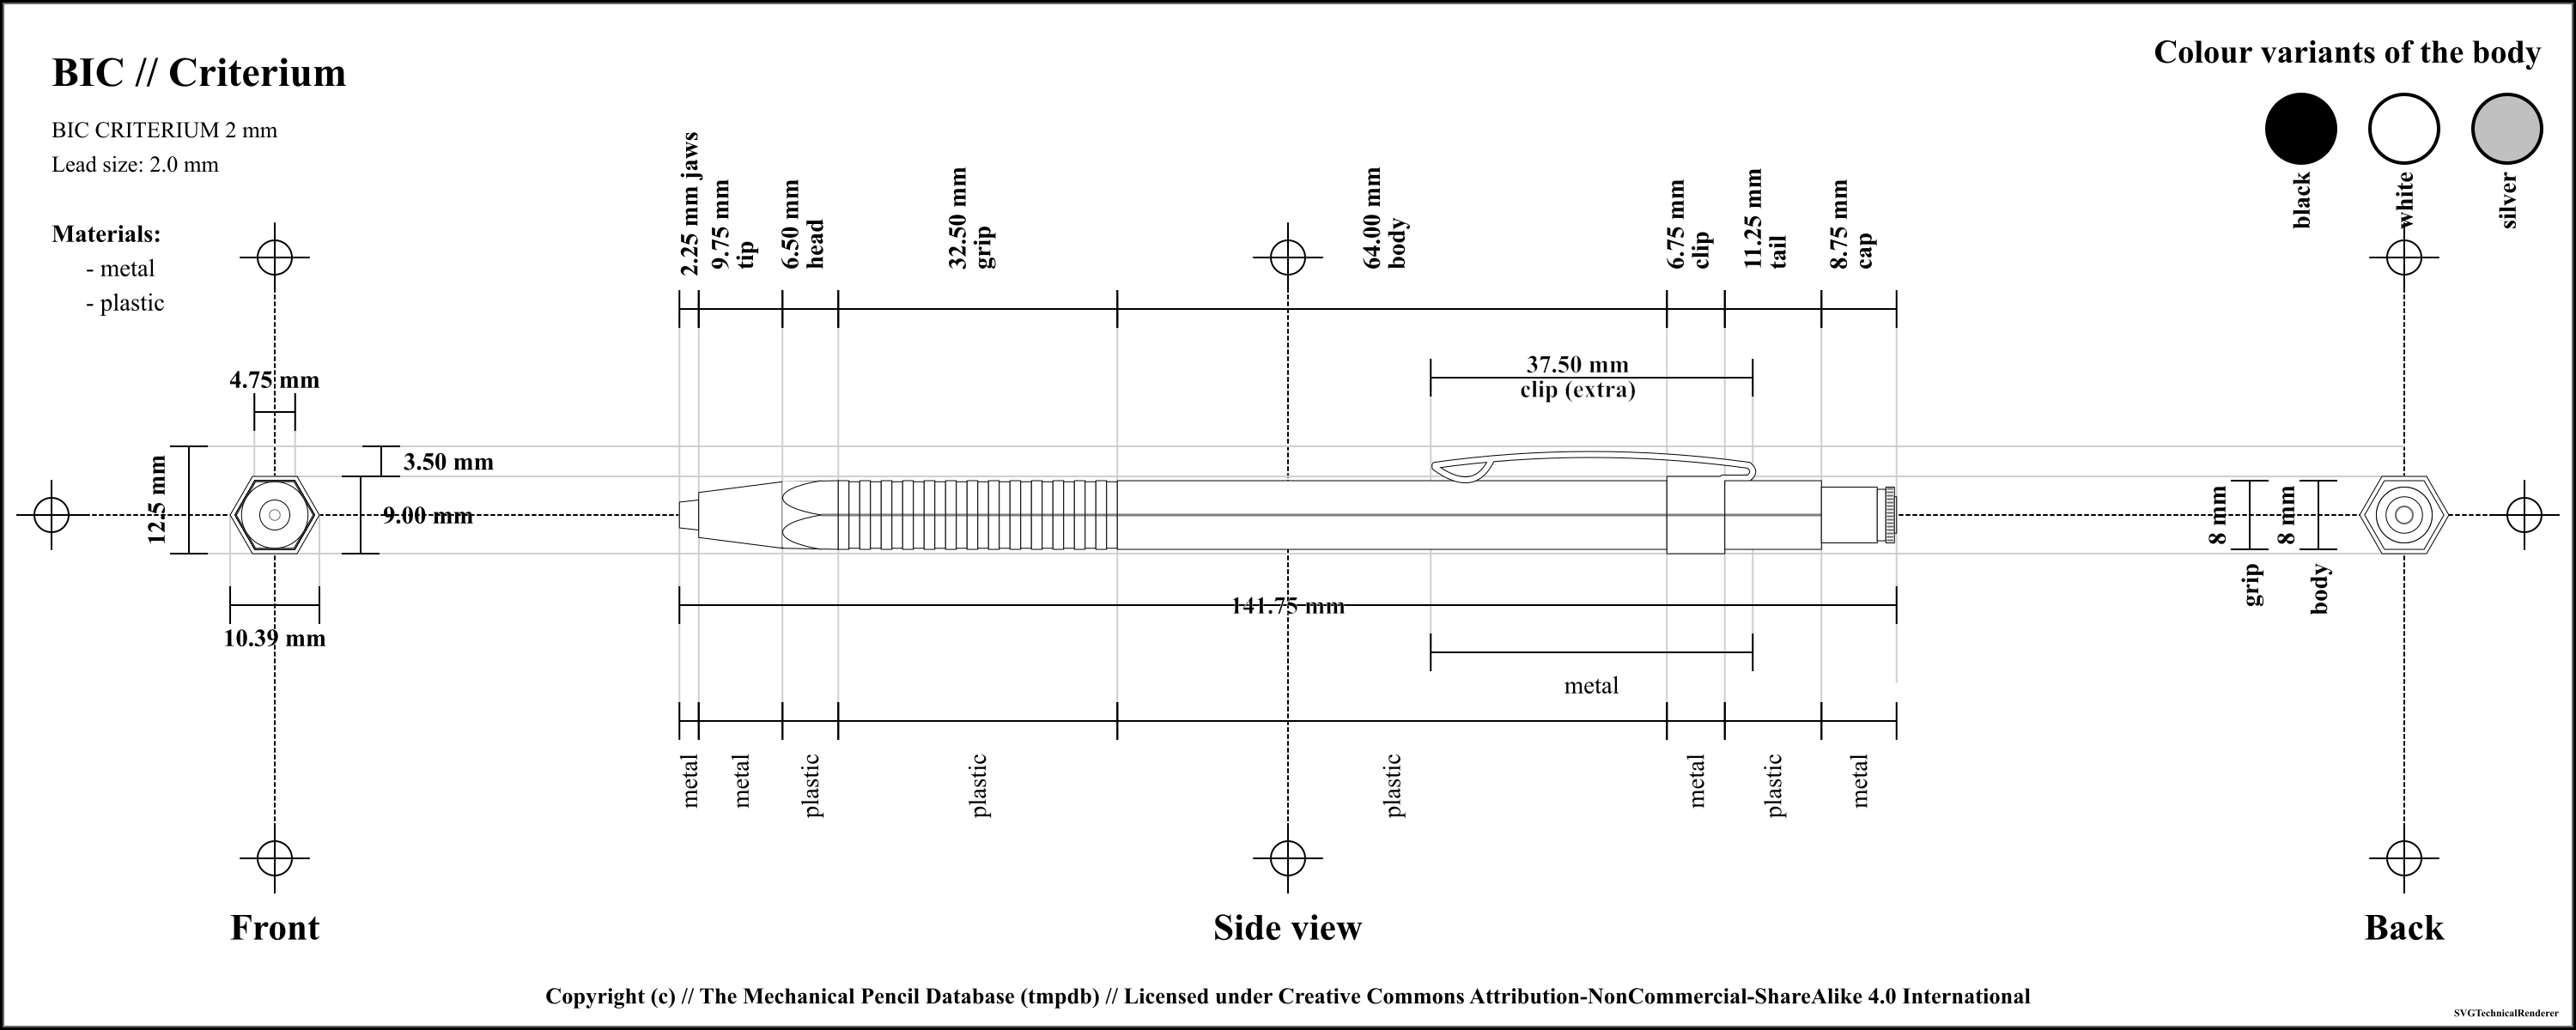 BIC // Criterium
BIC CRITERIUM 2 mm
Lead size: 2.0 mm
Materials:
- metal
- plastic
Colour variants of the body
black
white
silver
2.25 mm jaws
9.75 mm
tip
6.50 mm
head
32.50 mm
grip
64.00 mm
body
6.75 mm
clip
11.25 mm
tail
8.75 mm
cap
37.50 mm
clip (extra)
4.75 mm
3.50 mm
12.5 mm
9.00 mm
10.39 mm
141.75 mm
8 mm
grip
8 mm
body
metal
metal
metal
plastic
plastic
plastic
metal
plastic
metal
Front
Side view
Back
Copyright (c) // The Mechanical Pencil Database (tmpdb) // Licensed under Creative Commons Attribution-NonCommercial-ShareAlike 4.0 International
SVGTechnicalRenderer